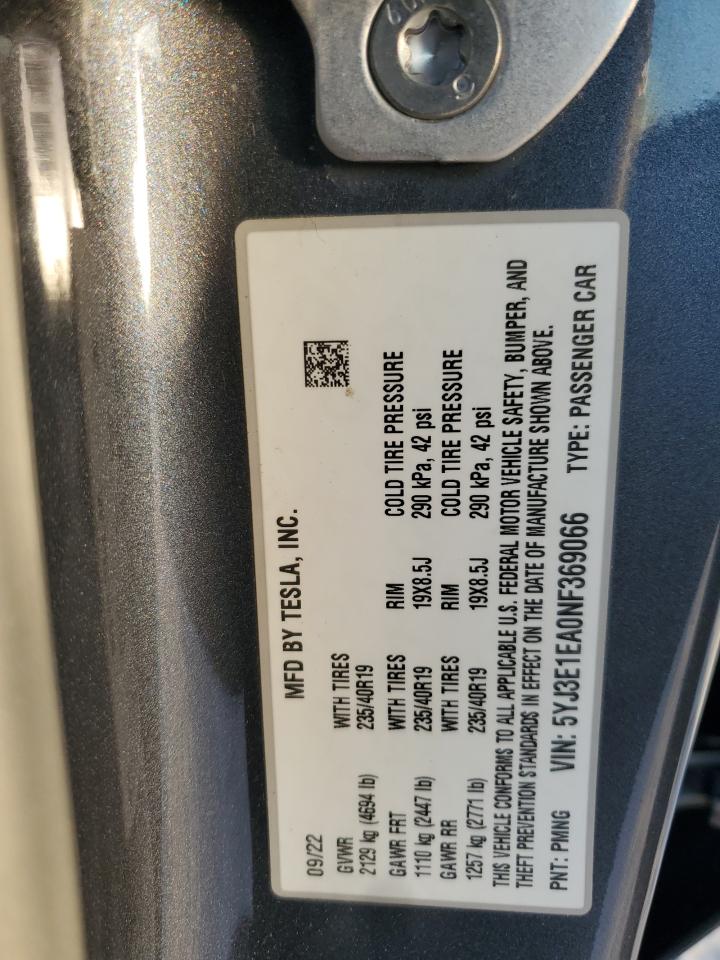 MFD BY TESLA, INC.
09/22
GVWR WITH TIRES
2129 kg (4694 lb) 235/40R19
GAWR FRT WITH TIRES RIM COLD TIRE PRESSURE
1110 kg (2447 lb) 235/40R19 19X8.5J 290 kPa, 42 psi
GAWR RR WITH TIRES RIM COLD TIRE PRESSURE
1257 kg (2771 lb) 235/40R19 19X8.5J 290 kPa, 42 psi
THIS VEHICLE CONFORMS TO ALL APPLICABLE U.S. FEDERAL MOTOR VEHICLE SAFETY, BUMPER, AND
THEFT PREVENTION STANDARDS IN EFFECT ON THE DATE OF MANUFACTURE SHOWN ABOVE.
PNT: PMNG VIN: 5YJ3E1EA0NF369066 TYPE: PASSENGER CAR